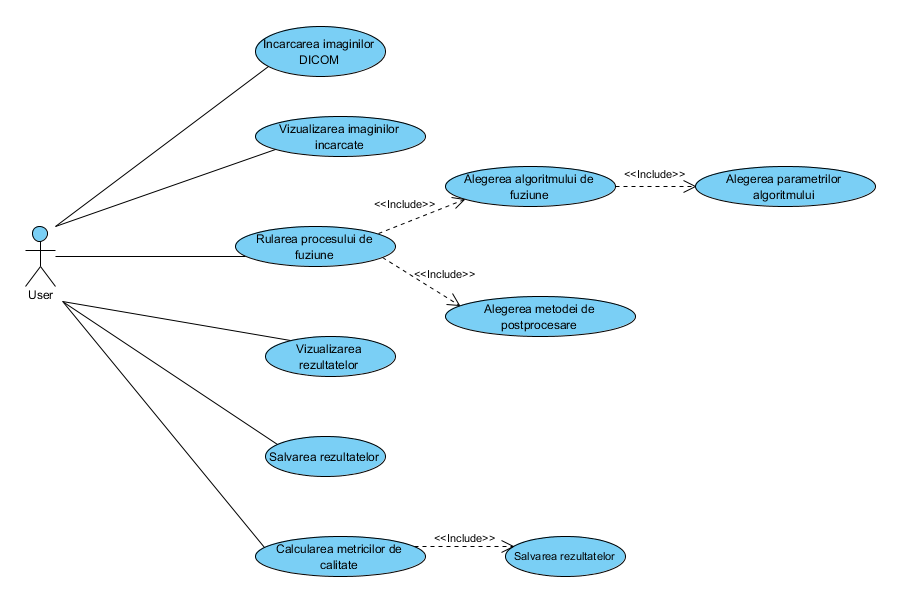 Incarcarea imaginilor
DICOM
Vizualizarea imaginilor
incarcate
Alegerea algoritmului de
fuziune
<<Include>>
Alegerea parametrilor
algoritmului
<<Include>>
Rularea procesului de
fuziune
<<Include>>
User
Alegerea metodei de
postprocesare
Vizualizarea
rezultatelor
Salvarea rezultatelor
Calcularea metricilor de
calitate
<<Include>>
Salvarea rezultatelor